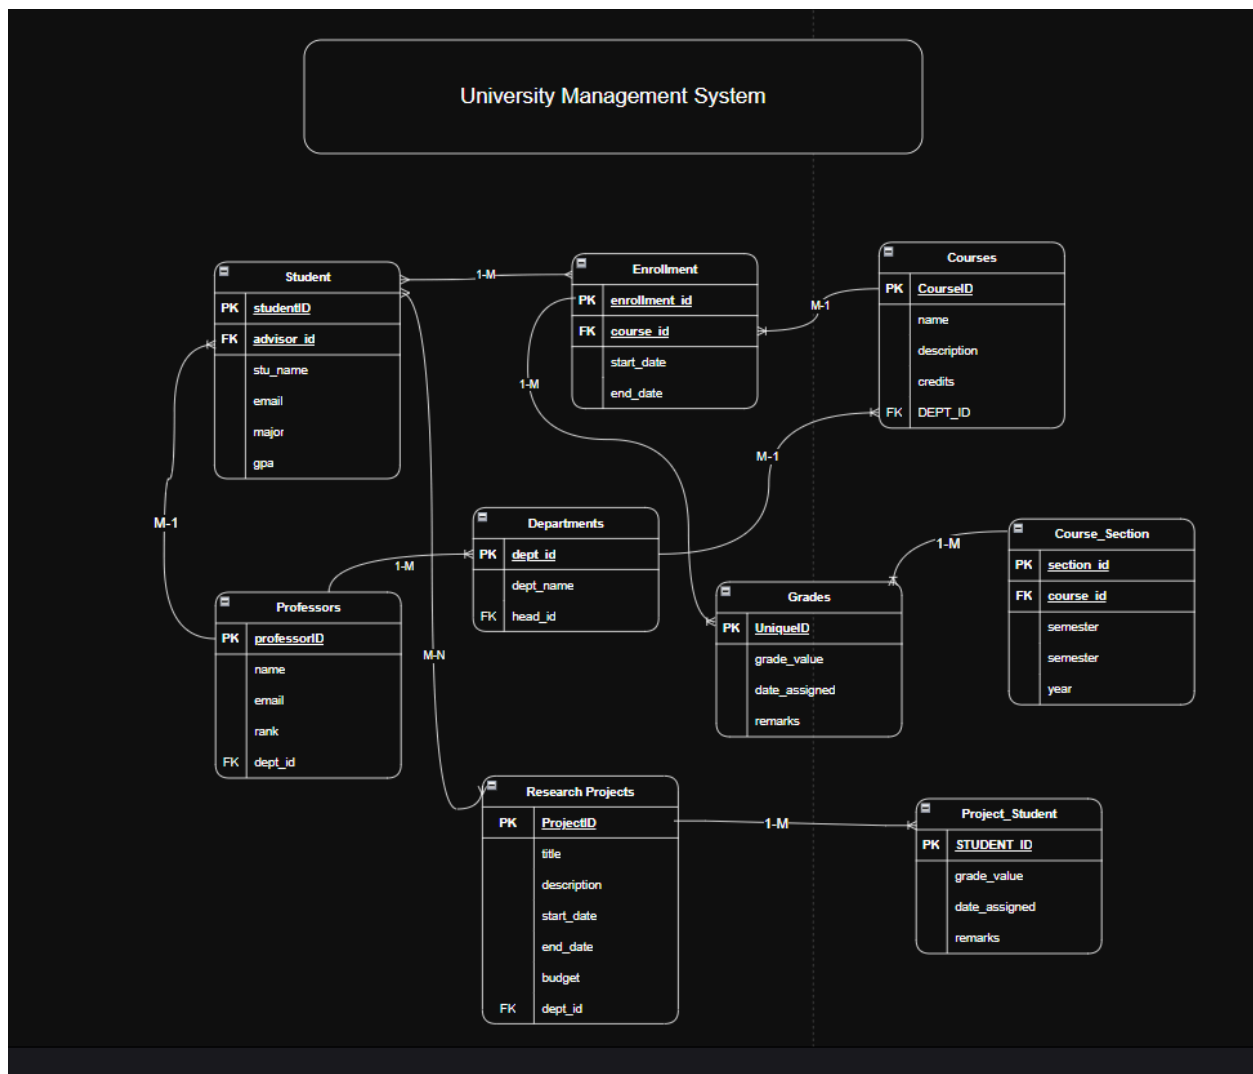 University Management System
Student
PK studentID
FK advisor_id
stu_name
email
major
gpa
1-M
Enrollment
PK enrollment_id
FK course_id
start_date
end_date
M-1
Courses
PK CourseID
name
description
credits
FK DEPT_ID
1-M
M-1
M-1
Departments
PK dept_id
dept_name
FK head_id
1-M
Professors
PK professorID
name
email
rank
FK dept_id
M-N
Grades
PK UniqueID
grade_value
date_assigned
remarks
1-M
Course_Section
PK section_id
FK course_id
semester
semester
year
Research Projects
PK ProjectID
title
description
start_date
end_date
budget
FK dept_id
1-M
Project_Student
PK STUDENT_ID
grade_value
date_assigned
remarks